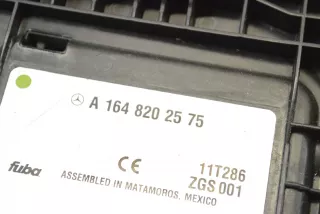 A 164 820 25 75
CE
11T286
ZGS 001
fuba
ASSEMBLED IN MATAMOROS, MEXICO